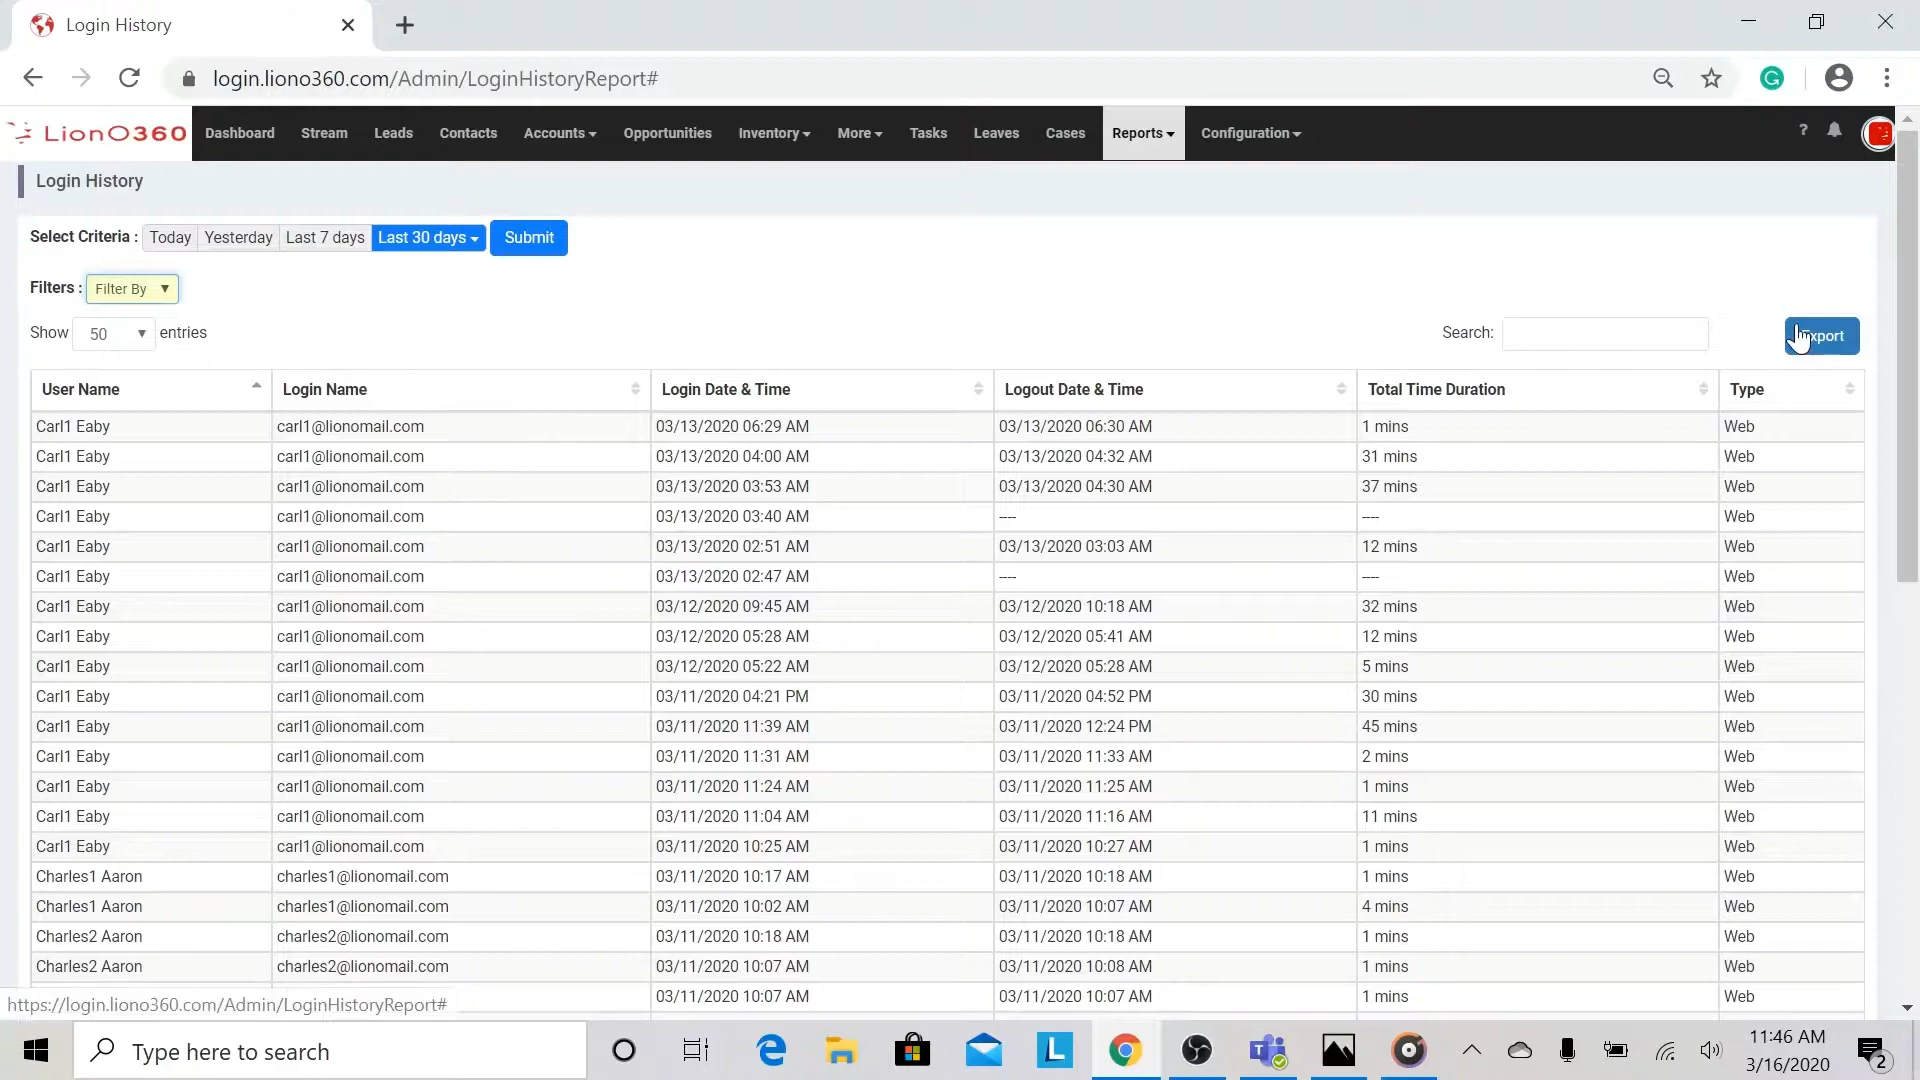 Login History
login.liono360.com/Admin/LoginHistoryReport#
LionO360 Dashboard Stream Leads Contacts Accounts Opportunities Inventory More Tasks Leaves Cases Reports Configuration ?
Login History
Select Criteria : Today Yesterday Last 7 days Last 30 days Submit
Filters : Filter By
Show 50 entries Search: Export
User Name Login Name Login Date & Time Logout Date & Time Total Time Duration Type
Carl1 Eaby carl1@lionomail.com 03/13/2020 06:29 AM 03/13/2020 06:30 AM 1 mins Web
Carl1 Eaby carl1@lionomail.com 03/13/2020 04:00 AM 03/13/2020 04:32 AM 31 mins Web
Carl1 Eaby carl1@lionomail.com 03/13/2020 03:53 AM 03/13/2020 04:30 AM 37 mins Web
Carl1 Eaby carl1@lionomail.com 03/13/2020 03:40 AM ---- ---- Web
Carl1 Eaby carl1@lionomail.com 03/13/2020 02:51 AM 03/13/2020 03:03 AM 12 mins Web
Carl1 Eaby carl1@lionomail.com 03/13/2020 02:47 AM ---- ---- Web
Carl1 Eaby carl1@lionomail.com 03/12/2020 09:45 AM 03/12/2020 10:18 AM 32 mins Web
Carl1 Eaby carl1@lionomail.com 03/12/2020 05:28 AM 03/12/2020 05:41 AM 12 mins Web
Carl1 Eaby carl1@lionomail.com 03/12/2020 05:22 AM 03/12/2020 05:28 AM 5 mins Web
Carl1 Eaby carl1@lionomail.com 03/11/2020 04:21 PM 03/11/2020 04:52 PM 30 mins Web
Carl1 Eaby carl1@lionomail.com 03/11/2020 11:39 AM 03/11/2020 12:24 PM 45 mins Web
Carl1 Eaby carl1@lionomail.com 03/11/2020 11:31 AM 03/11/2020 11:33 AM 2 mins Web
Carl1 Eaby carl1@lionomail.com 03/11/2020 11:24 AM 03/11/2020 11:25 AM 1 mins Web
Carl1 Eaby carl1@lionomail.com 03/11/2020 11:04 AM 03/11/2020 11:16 AM 11 mins Web
Carl1 Eaby carl1@lionomail.com 03/11/2020 10:25 AM 03/11/2020 10:27 AM 1 mins Web
Charles1 Aaron charles1@lionomail.com 03/11/2020 10:17 AM 03/11/2020 10:18 AM 1 mins Web
Charles1 Aaron charles1@lionomail.com 03/11/2020 10:02 AM 03/11/2020 10:07 AM 4 mins Web
Charles2 Aaron charles2@lionomail.com 03/11/2020 10:18 AM 03/11/2020 10:18 AM 1 mins Web
Charles2 Aaron charles2@lionomail.com 03/11/2020 10:07 AM 03/11/2020 10:08 AM 1 mins Web
03/11/2020 10:07 AM 03/11/2020 10:07 AM 1 mins Web
https://login.liono360.com/Admin/LoginHistoryReport#
Type here to search
11:46 AM
3/16/2020
2